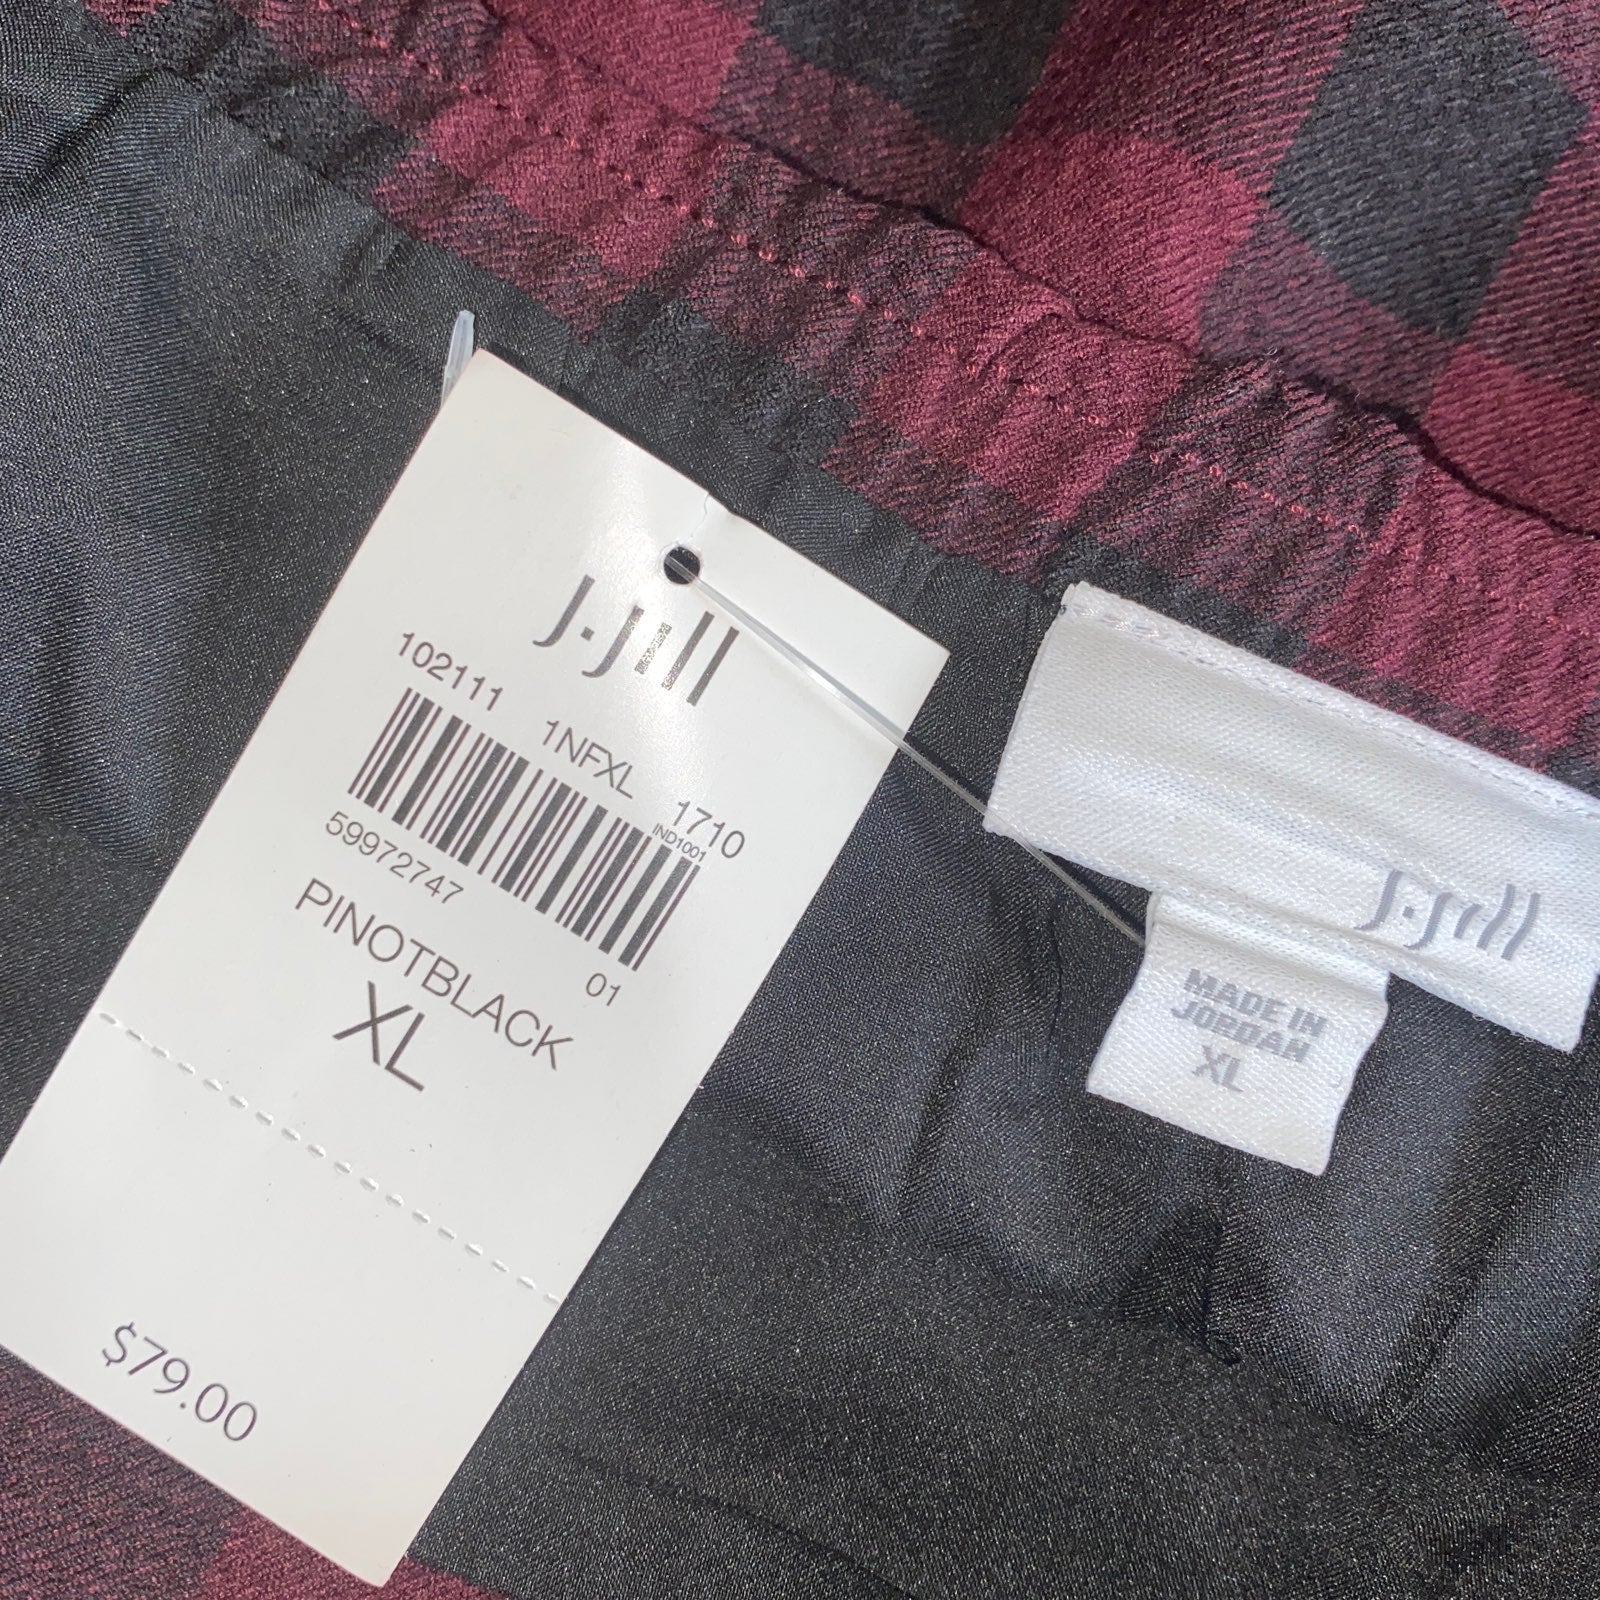 J.Jill
102111 1NFXL 1710
IND1001
59972747 01
PINOTBLACK
XL
$79.00
J.Jill
MADE IN
JORDAN
XL